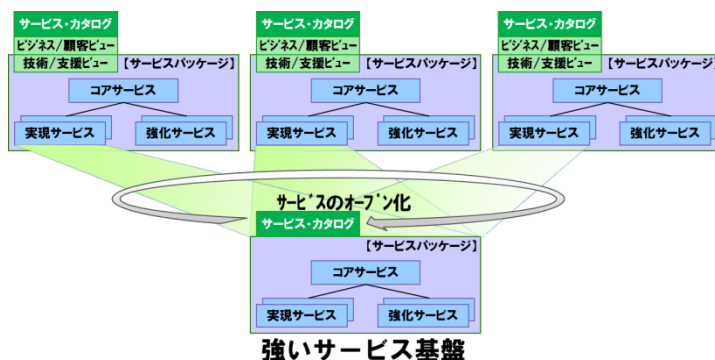 サービス・カタログ
ビジネス/顧客ビュー
技術/支援ビュー
【サービスパッケージ】
コアサービス
実現サービス
強化サービス
サービス・カタログ
ビジネス/顧客ビュー
技術/支援ビュー
【サービスパッケージ】
コアサービス
実現サービス
強化サービス
サービス・カタログ
ビジネス/顧客ビュー
技術/支援ビュー
【サービスパッケージ】
コアサービス
実現サービス
強化サービス
サービスのオープン化
サービス・カタログ
【サービスパッケージ】
コアサービス
実現サービス
強化サービス
強いサービス基盤